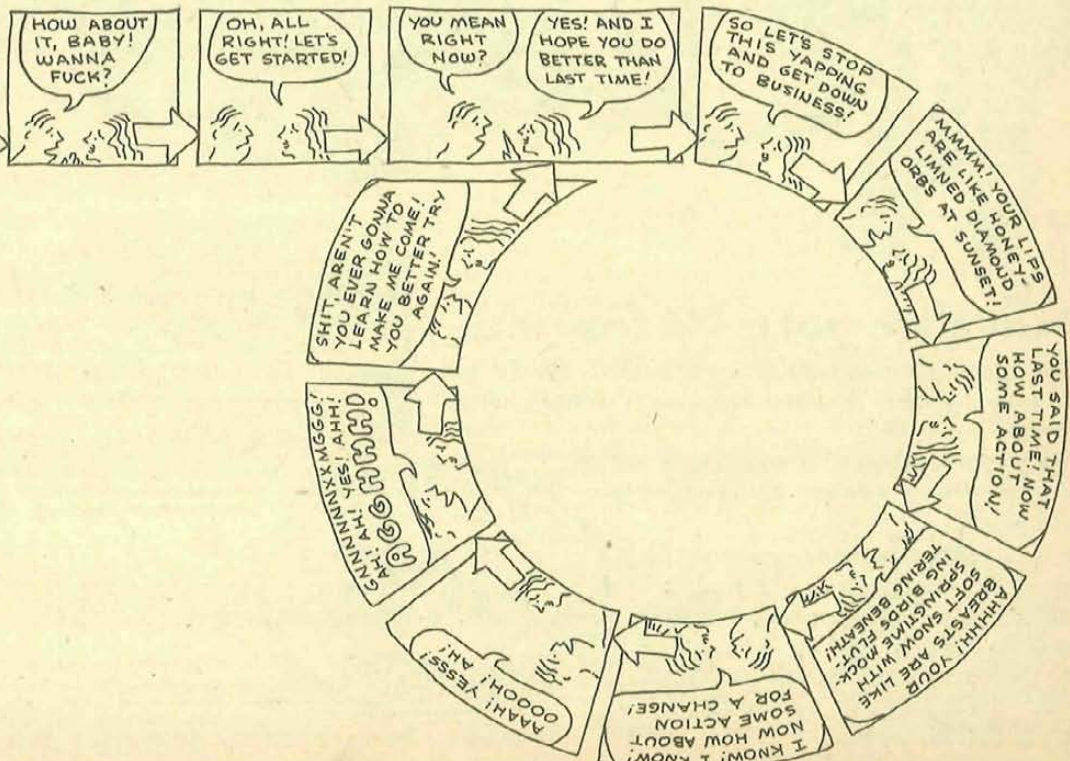 HOW ABOUT
IT, BABY!
WANNA
FUCK?
OH, ALL
RIGHT! LET'S
GET STARTED!
YOU MEAN
RIGHT
NOW?
YES! AND I
HOPE YOU DO
BETTER THAN
LAST TIME!
SO LET'S STOP
THIS YAPPING
AND GET DOWN
TO BUSINESS!
MMMM! YOUR LIPS
ARE LIKE HONEY-
LIMNED DIAMOND
ORBS AT SUNSET!
YOU SAID THAT
LAST TIME! NOW
HOW ABOUT
SOME ACTION!
AHHHH! YOUR
BREASTS ARE LIKE
SOFT SNOW WITH
SPRINGTIME MOCK-
ING BIRDS FLUT-
TERING BENEATH!
I KNOW! I KNOW!
NOW HOW ABOUT
SOME ACTION
FOR A CHANGE!
AAAAH! YESSS!
OOOOH!
AH!
GNNNNNNXXMGGG!
AH! AH! YES! AHH!
AGGHHHH!
SHIT, AREN'T
YOU EVER GONNA
LEARN HOW TO
MAKE ME COME!
YOU BETTER TRY
AGAIN!